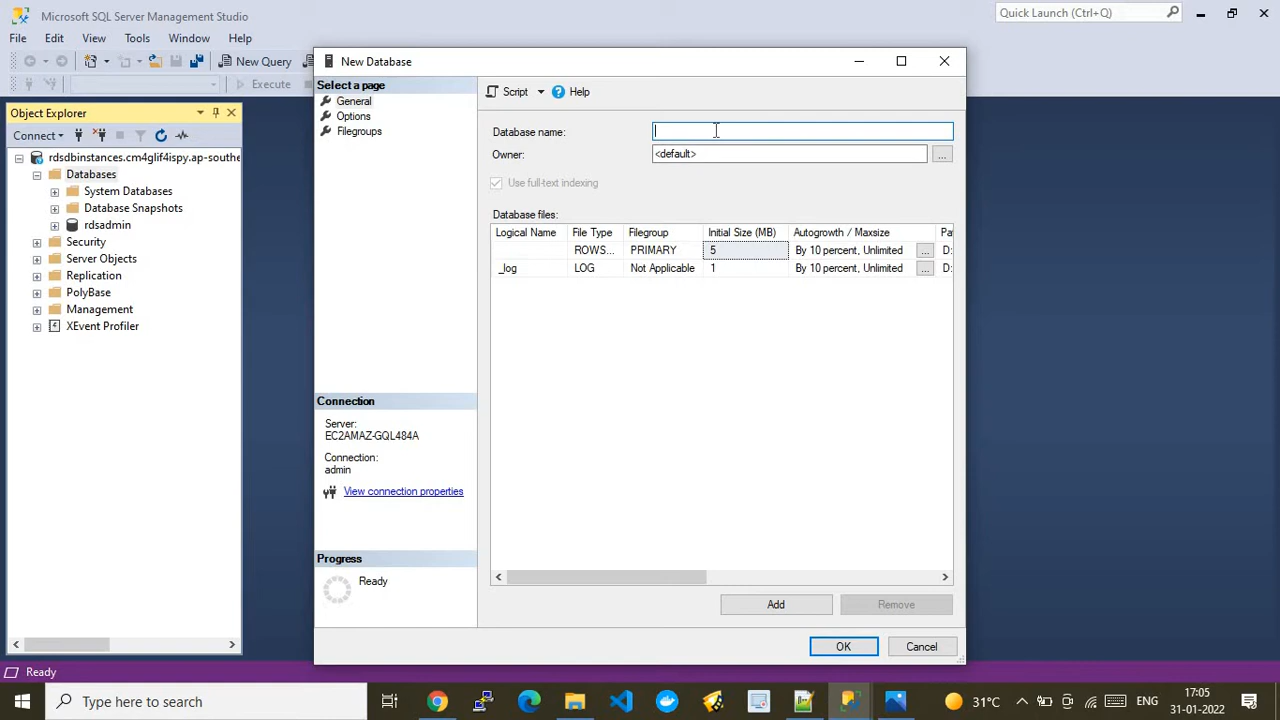 Microsoft SQL Server Management Studio
Quick Launch (Ctrl+Q)
File Edit View Tools Window Help
New Query
Execute
Object Explorer
Connect
rdsdbinstances.cm4glif4ispy.ap-southe
Databases
System Databases
Database Snapshots
rdsadmin
Security
Server Objects
Replication
PolyBase
Management
XEvent Profiler
New Database
Select a page
General
Options
Filegroups
Connection
Server:
EC2AMAZ-GQL484A
Connection:
admin
View connection properties
Progress
Ready
Script Help
Database name:
Owner: <default> ...
Use full-text indexing
Database files:
Logical Name File Type Filegroup Initial Size (MB) Autogrowth / Maxsize Pa
ROWS... PRIMARY 5 By 10 percent, Unlimited ... D:
_log LOG Not Applicable 1 By 10 percent, Unlimited ... D:
Add Remove
OK Cancel
Ready
Type here to search
31°C ENG 17:05
31-01-2022